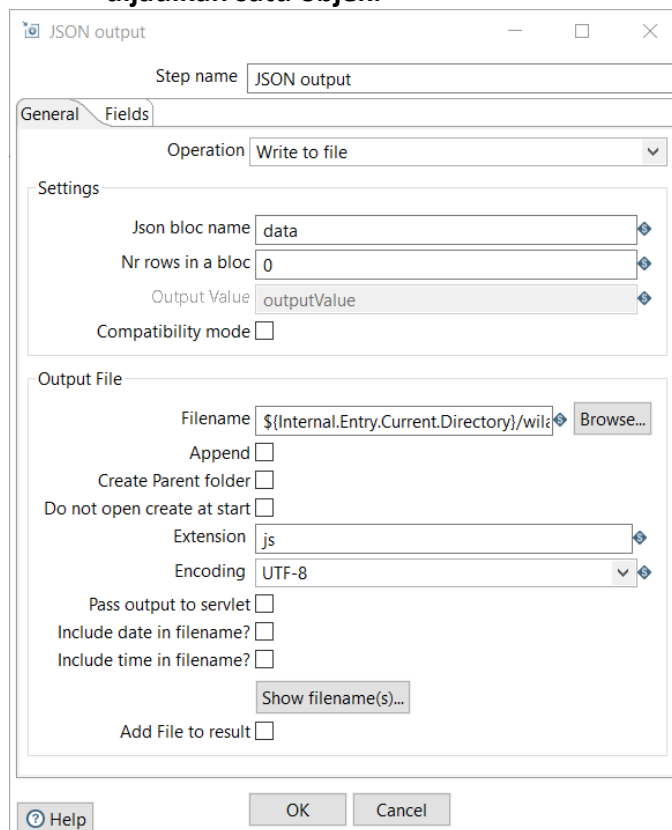 dijadikan satu Objek.
JSON output
Step name JSON output
General Fields
Operation Write to file
Settings
Json bloc name data
Nr rows in a bloc 0
Output Value outputValue
Compatibility mode
Output File
Filename ${Internal.Entry.Current.Directory}/wila Browse...
Append
Create Parent folder
Do not open create at start
Extension js
Encoding UTF-8
Pass output to servlet
Include date in filename?
Include time in filename?
Show filename(s)...
Add File to result
Help OK Cancel